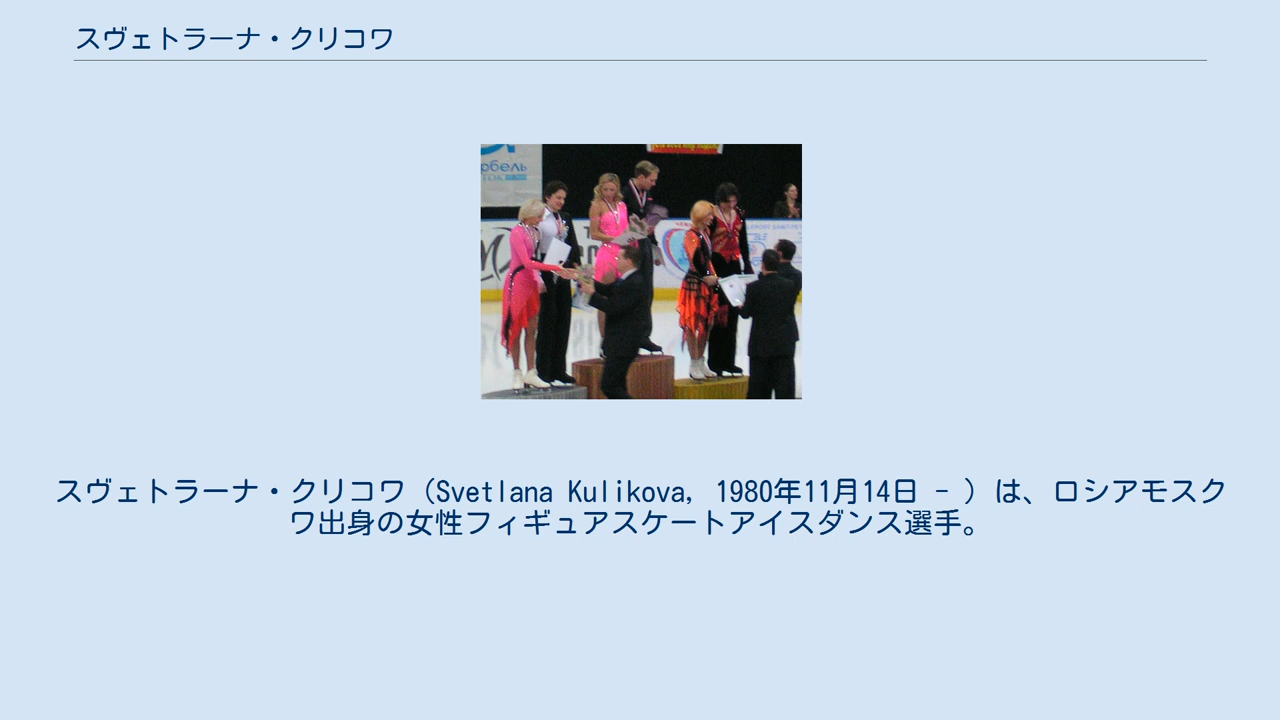 スヴェトラーナ・クリコワ
рбель
ток
スヴェトラーナ・クリコワ（Svetlana Kulikova, 1980年11月14日 - ）は、ロシアモスク
ワ出身の女性フィギュアスケートアイスダンス選手。